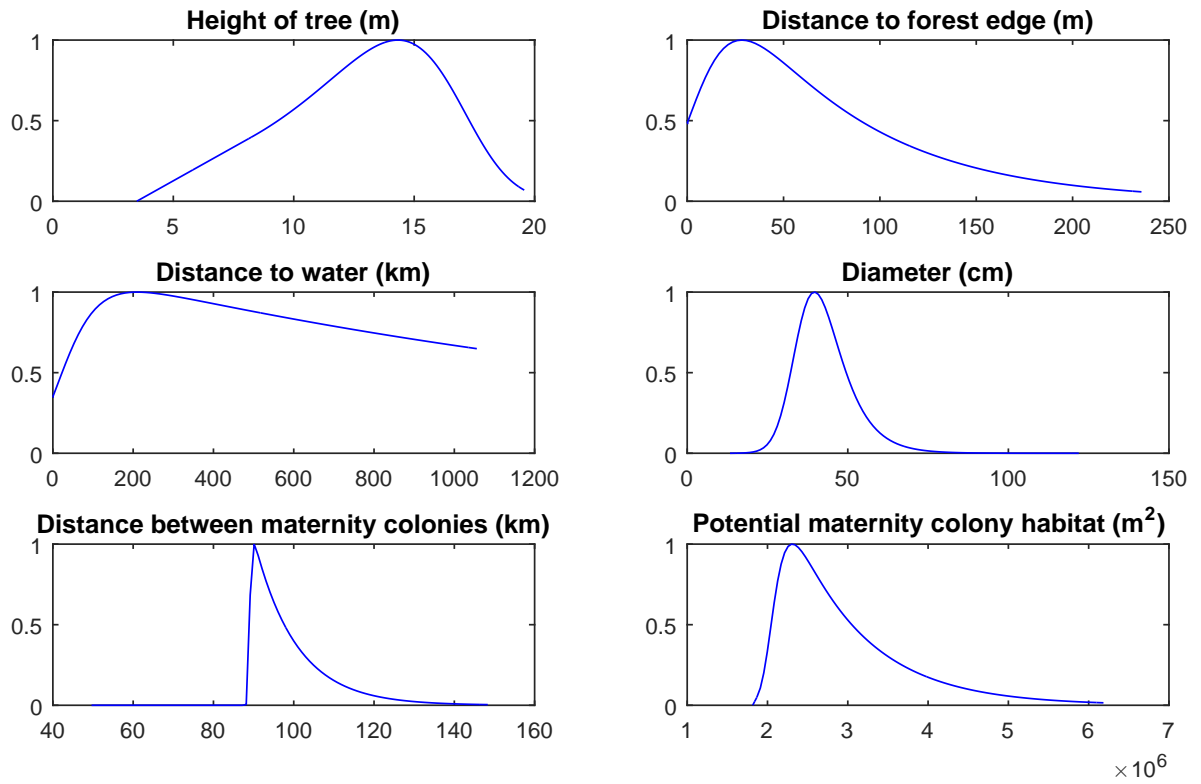 Height of tree (m)
1
0.5
0
0 5 10 15 20
Distance to forest edge (m)
1
0.5
0
0 50 100 150 200 250
Distance to water (km)
1
0.5
0
0 200 400 600 800 1000 1200
Diameter (cm)
1
0.5
0
0 50 100 150
Distance between maternity colonies (km)
1
0.5
0
40 60 80 100 120 140 160
Potential maternity colony habitat (m²)
1
0.5
0
1 2 3 4 5 6 7
×10⁶